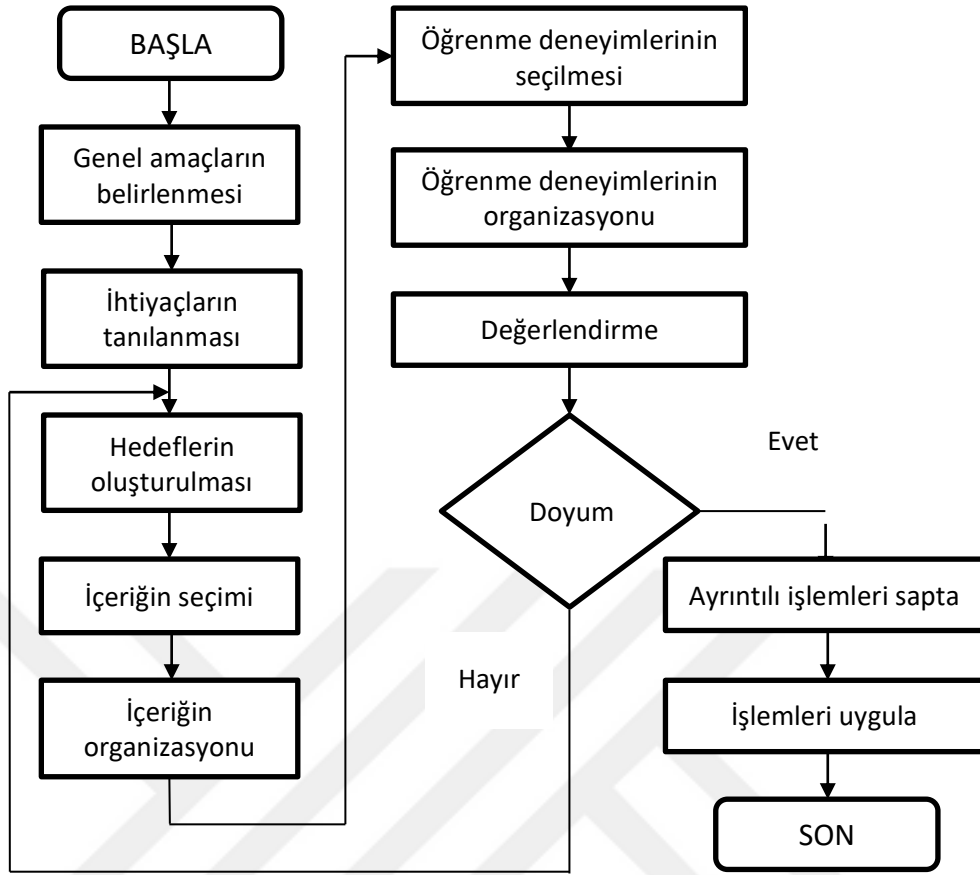 BAŞLA
Genel amaçların
belirlenmesi
İhtiyaçların
tanılanması
Hedeflerin
oluşturulması
İçeriğin seçimi
İçeriğin
organizasyonu
Öğrenme deneyimlerinin
seçilmesi
Öğrenme deneyimlerinin
organizasyonu
Değerlendirme
Doyum
Evet
Hayır
Ayrıntılı işlemleri sapta
İşlemleri uygula
SON